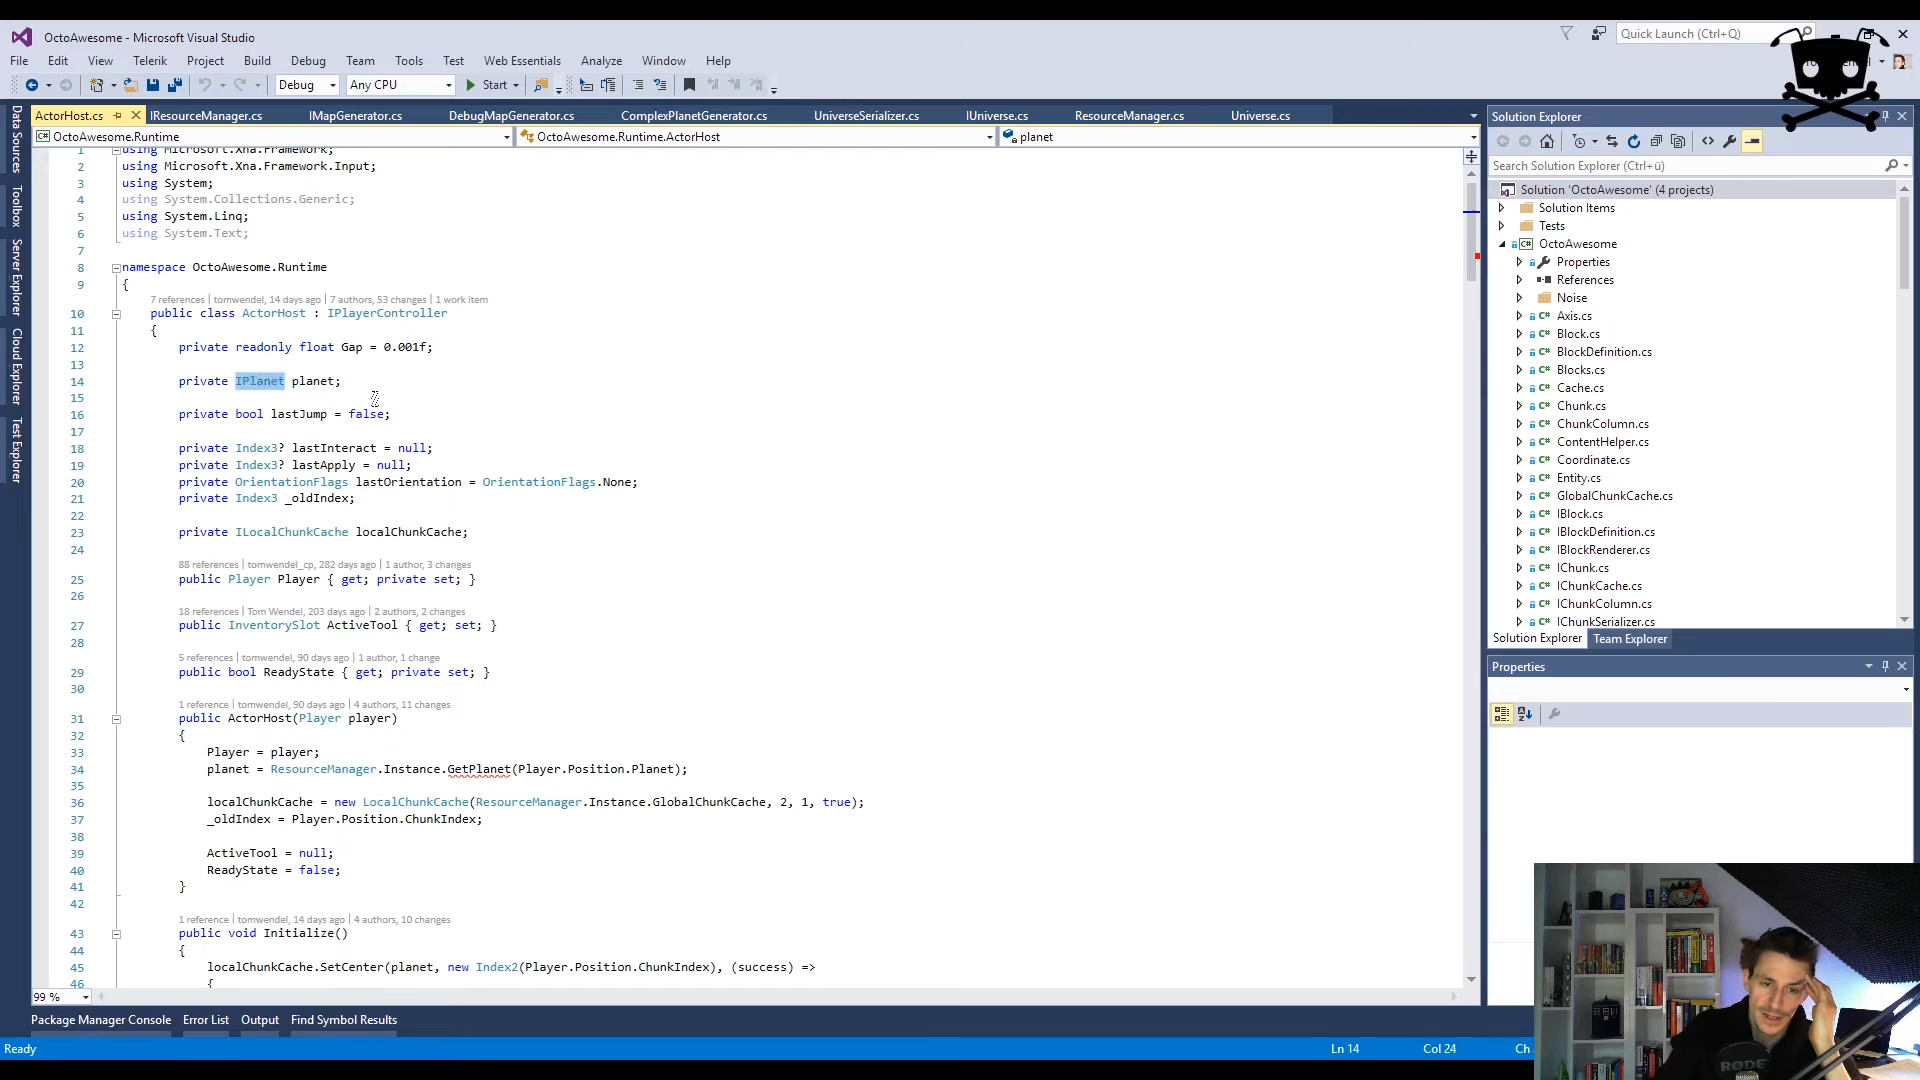 OctoAwesome - Microsoft Visual Studio
Quick Launch (Ctrl+Q)
File Edit View Telerik Project Build Debug Team Tools Test Web Essentials Analyze Window Help
Debug Any CPU Start
ActorHost.cs IResourceManager.cs IMapGenerator.cs DebugMapGenerator.cs ComplexPlanetGenerator.cs UniverseSerializer.cs IUniverse.cs ResourceManager.cs Universe.cs
OctoAwesome.Runtime OctoAwesome.Runtime.ActorHost planet
Data Sources
Toolbox
Server Explorer
Cloud Explorer
Test Explorer
1 using Microsoft.Xna.Framework;
2 using Microsoft.Xna.Framework.Input;
3 using System;
4 using System.Collections.Generic;
5 using System.Linq;
6 using System.Text;
7
8 namespace OctoAwesome.Runtime
9 {
7 references | tomwendel, 14 days ago | 7 authors, 53 changes | 1 work item
10 public class ActorHost : IPlayerController
11 {
12 private readonly float Gap = 0.001f;
13
14 private IPlanet planet;
15
16 private bool lastJump = false;
17
18 private Index3? lastInteract = null;
19 private Index3? lastApply = null;
20 private OrientationFlags lastOrientation = OrientationFlags.None;
21 private Index3 _oldIndex;
22
23 private ILocalChunkCache localChunkCache;
24
88 references | tomwendel_cp, 282 days ago | 1 author, 3 changes
25 public Player Player { get; private set; }
26
18 references | Tom Wendel, 203 days ago | 2 authors, 2 changes
27 public InventorySlot ActiveTool { get; set; }
28
5 references | tomwendel, 90 days ago | 1 author, 1 change
29 public bool ReadyState { get; private set; }
30
1 reference | tomwendel, 90 days ago | 4 authors, 11 changes
31 public ActorHost(Player player)
32 {
33 Player = player;
34 planet = ResourceManager.Instance.GetPlanet(Player.Position.Planet);
35
36 localChunkCache = new LocalChunkCache(ResourceManager.Instance.GlobalChunkCache, 2, 1, true);
37 _oldIndex = Player.Position.ChunkIndex;
38
39 ActiveTool = null;
40 ReadyState = false;
41 }
42
1 reference | tomwendel, 14 days ago | 4 authors, 10 changes
43 public void Initialize()
44 {
45 localChunkCache.SetCenter(planet, new Index2(Player.Position.ChunkIndex), (success) =>
46 {
99 %
Solution Explorer
Search Solution Explorer (Ctrl+ü)
Solution 'OctoAwesome' (4 projects)
Solution Items
Tests
OctoAwesome
Properties
References
Noise
Axis.cs
Block.cs
BlockDefinition.cs
Blocks.cs
Cache.cs
Chunk.cs
ChunkColumn.cs
ContentHelper.cs
Coordinate.cs
Entity.cs
GlobalChunkCache.cs
IBlock.cs
IBlockDefinition.cs
IBlockRenderer.cs
IChunk.cs
IChunkCache.cs
IChunkColumn.cs
IChunkSerializer.cs
Solution Explorer Team Explorer
Properties
Package Manager Console Error List Output Find Symbol Results
Ready Ln 14 Col 24 Ch
RØDE